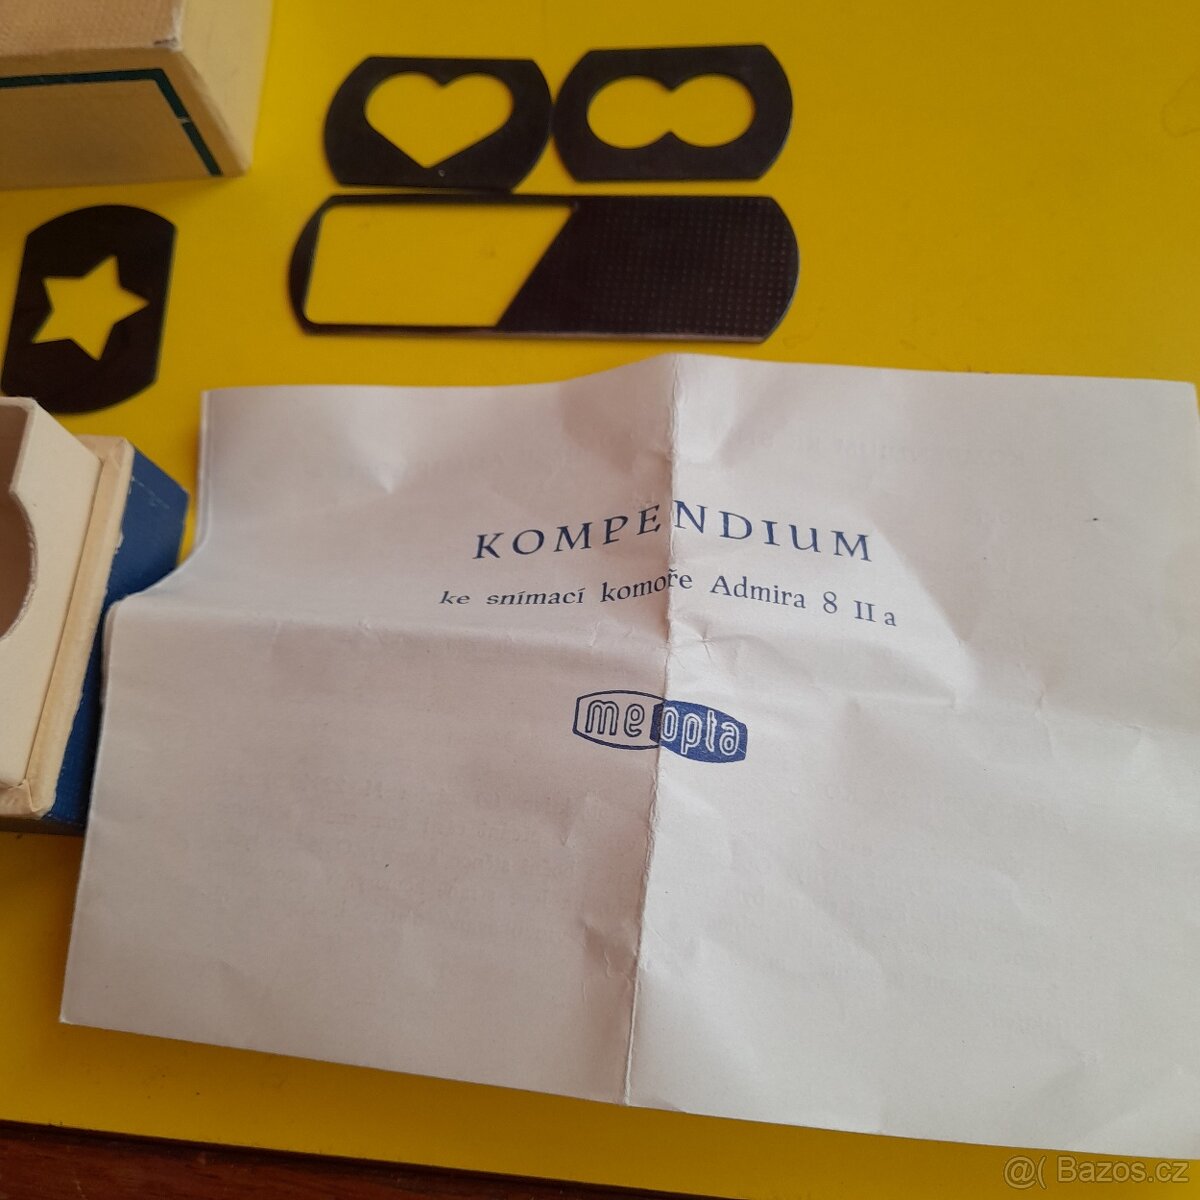 KOMPENDIUM
ke snímací komoře Admira 8 II a
meopta
@( Bazos.cz